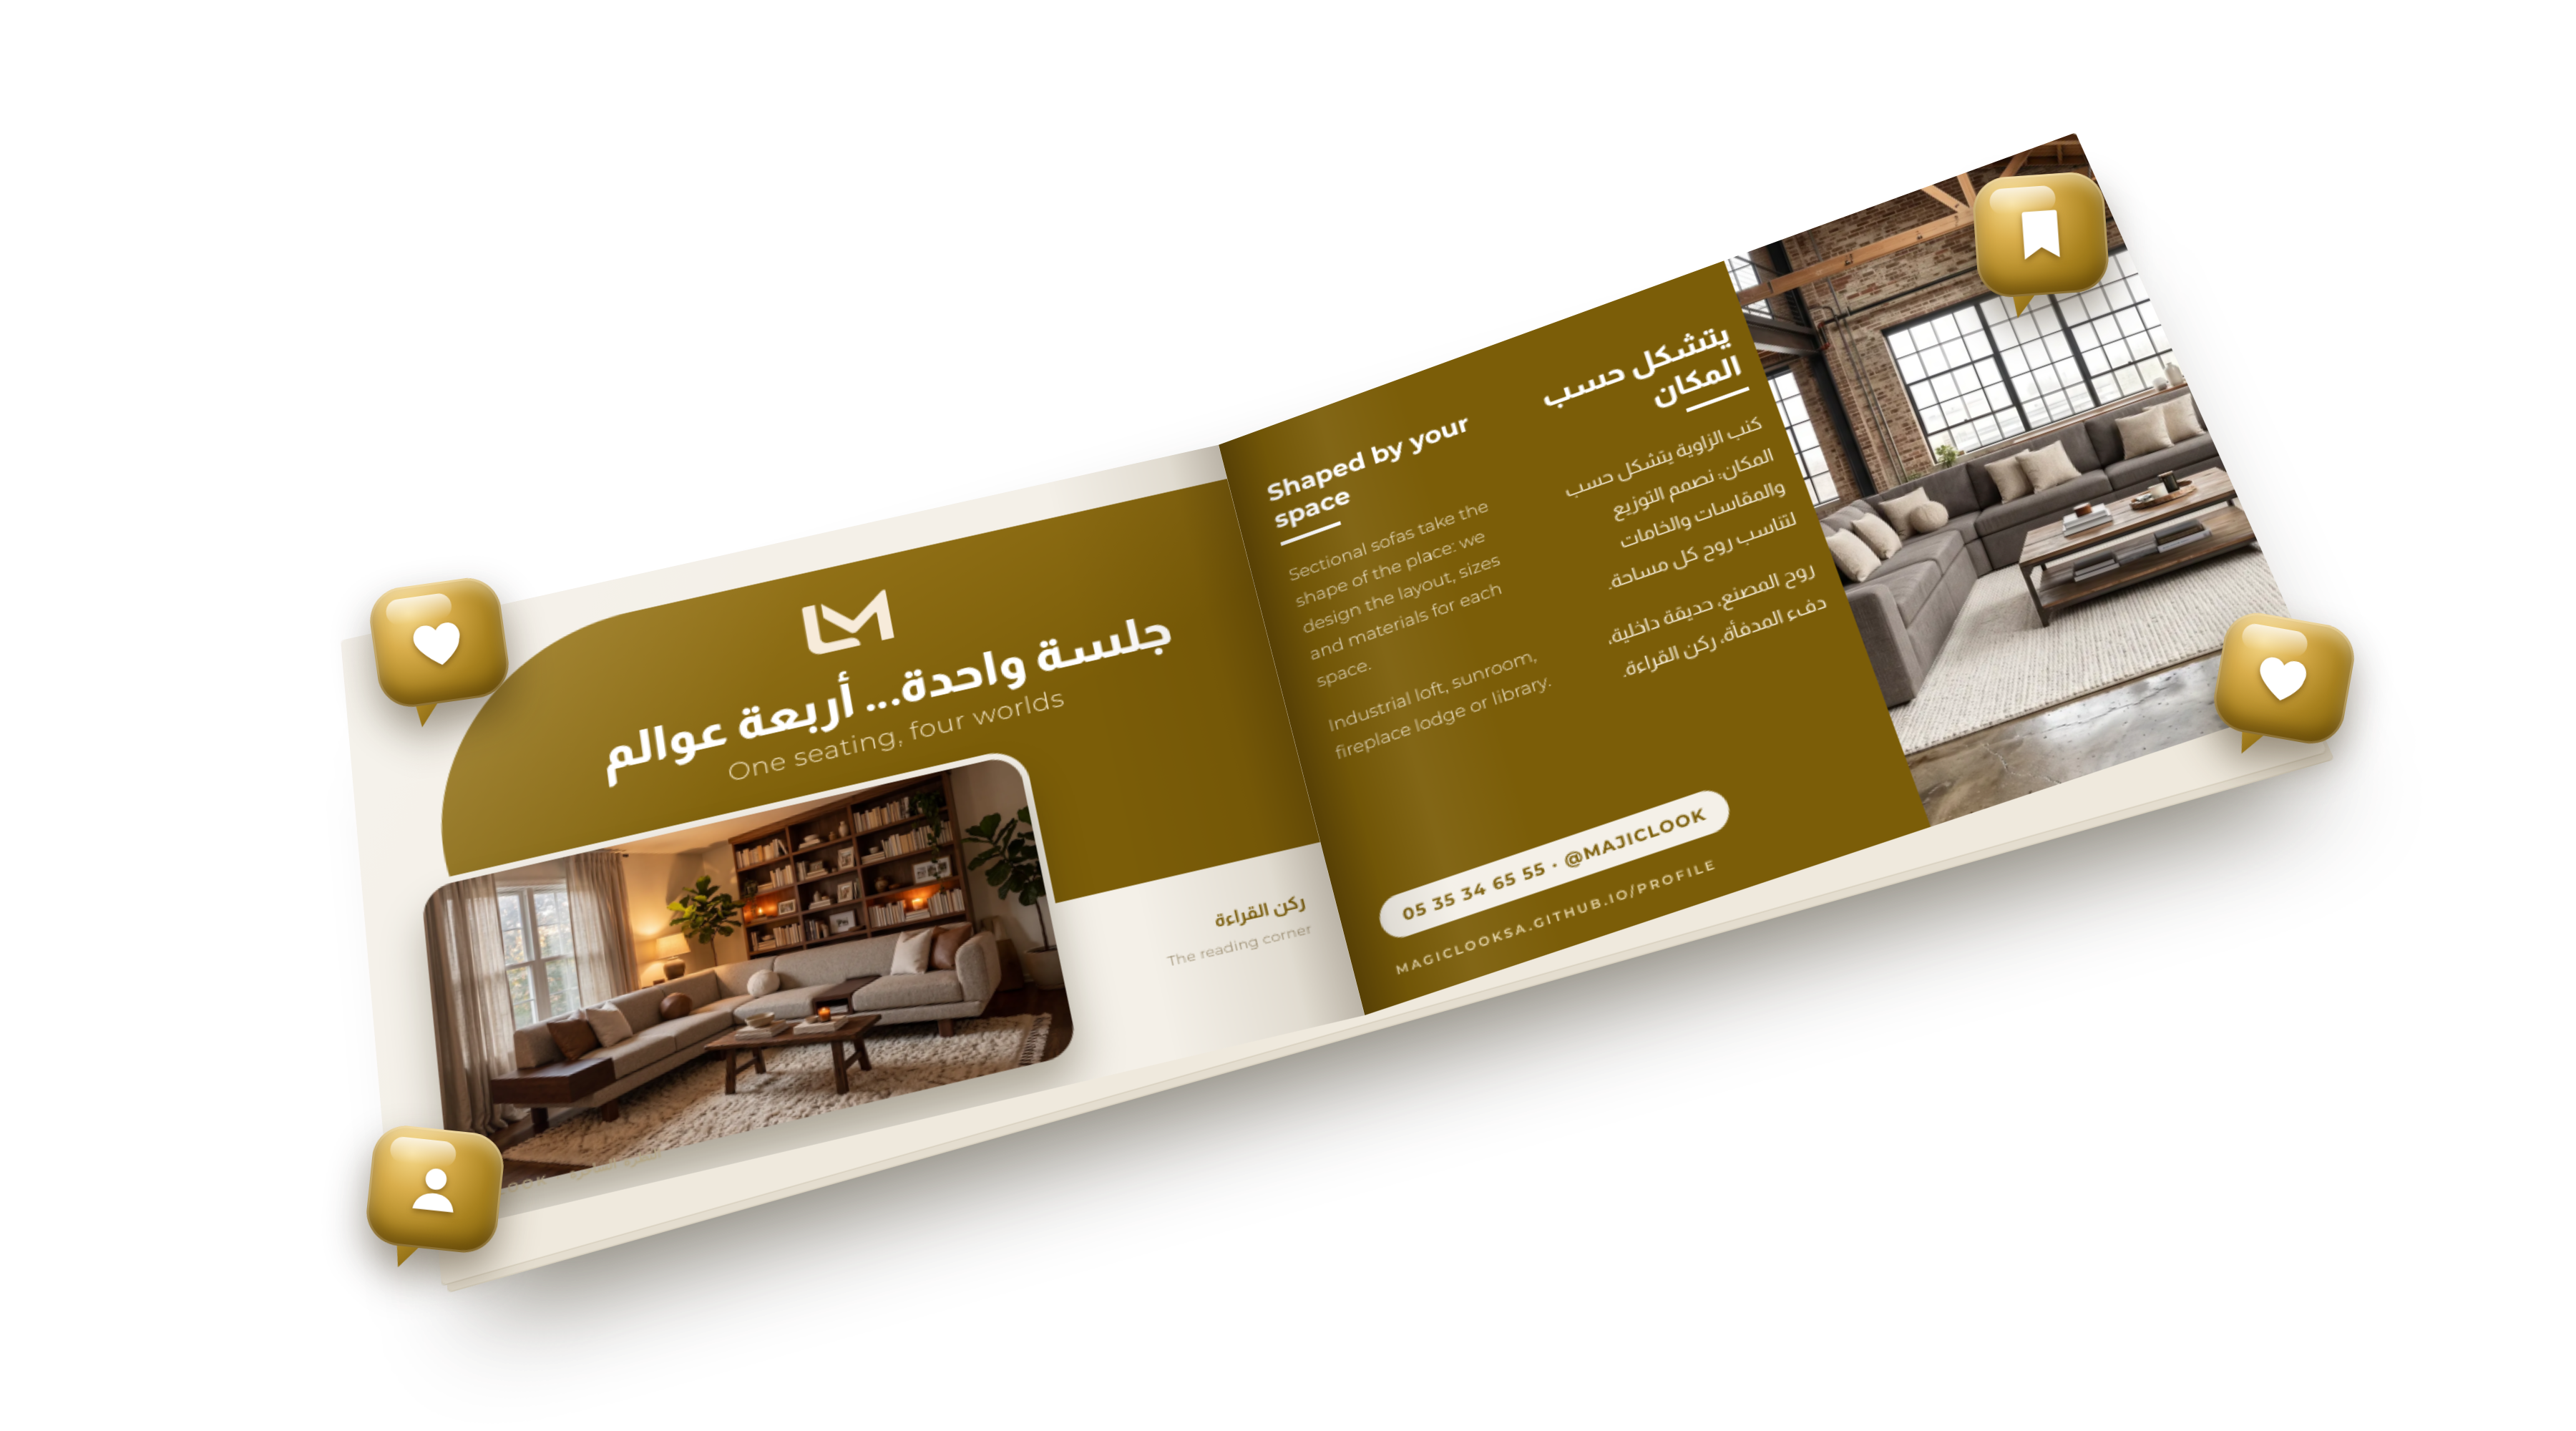 LM
جلسة واحدة... أربعة عوالم
One seating, four worlds
ركن القراءة
The reading corner
Shaped by your
space
Sectional sofas take the
shape of the place: we
design the layout, sizes
and materials for each
space.
Industrial loft, sunroom,
fireplace lodge or library.
يتشكل حسب
المكان
كنب الزاوية يتشكل حسب
المكان: نصمم التوزيع
والمقاسات والخامات
لتناسب روح كل مساحة.
روح المصنع، حديقة داخلية،
دفء المدفأة، ركن القراءة.
05 35 34 65 55 · @MAJICLOOK
MAGICLOOKSA.GITHUB.IO/PROFILE